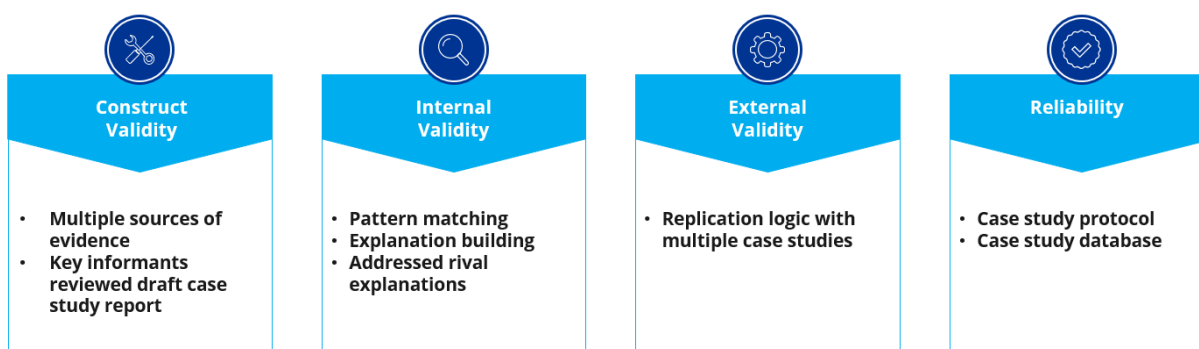 Construct
Validity
• Multiple sources of
evidence
• Key informants
reviewed draft case
study report
Internal
Validity
• Pattern matching
• Explanation building
• Addressed rival
explanations
External
Validity
• Replication logic with
multiple case studies
Reliability
• Case study protocol
• Case study database